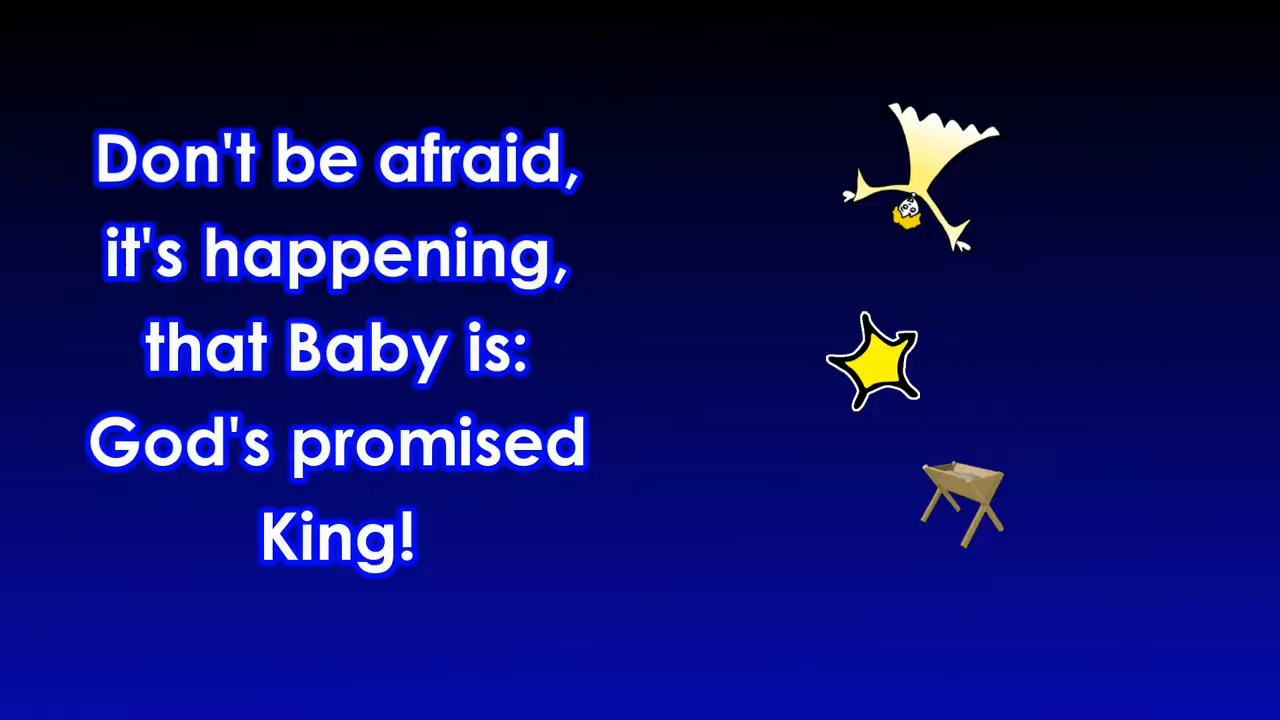 Don't be afraid,
it's happening,
that Baby is:
God's promised
King!